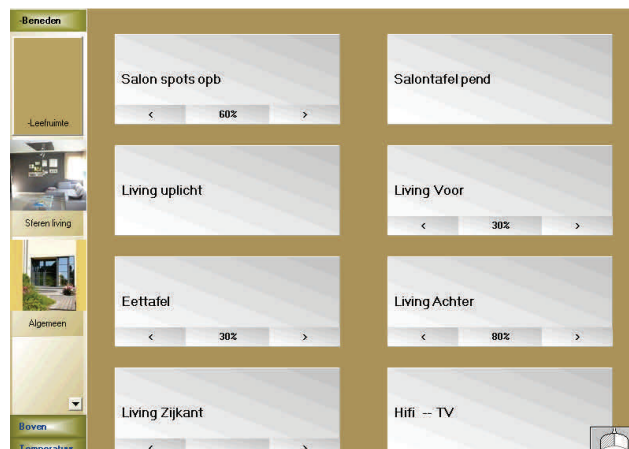 -Beneden
-Leefruimte
Sferen living
Algemeen
Boven
Temperatuur
Salon spots opb
< 60% >
Salontafel pend
Living uplicht
Living Voor
< 30% >
Eettafel
< 30% >
Living Achter
< 80% >
Living Zijkant
< >
Hifi -- TV